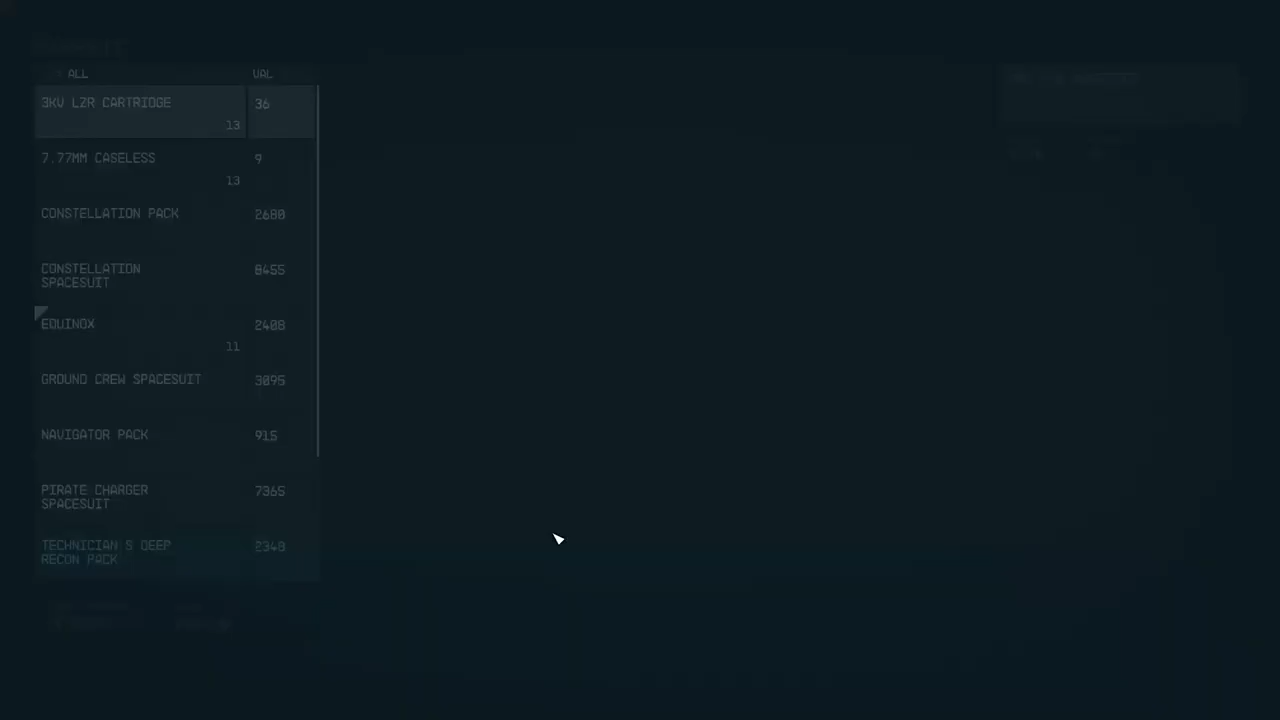 ALL VAL
3KV LZR CARTRIDGE 36
13
7.77MM CASELESS 9
13
CONSTELLATION PACK 2680
CONSTELLATION 8455
SPACESUIT
EQUINOX 2408
11
GROUND CREW SPACESUIT 3095
NAVIGATOR PACK 915
PIRATE CHARGER 7365
SPACESUIT
TECHNICIAN S DEEP 2348
RECON PACK